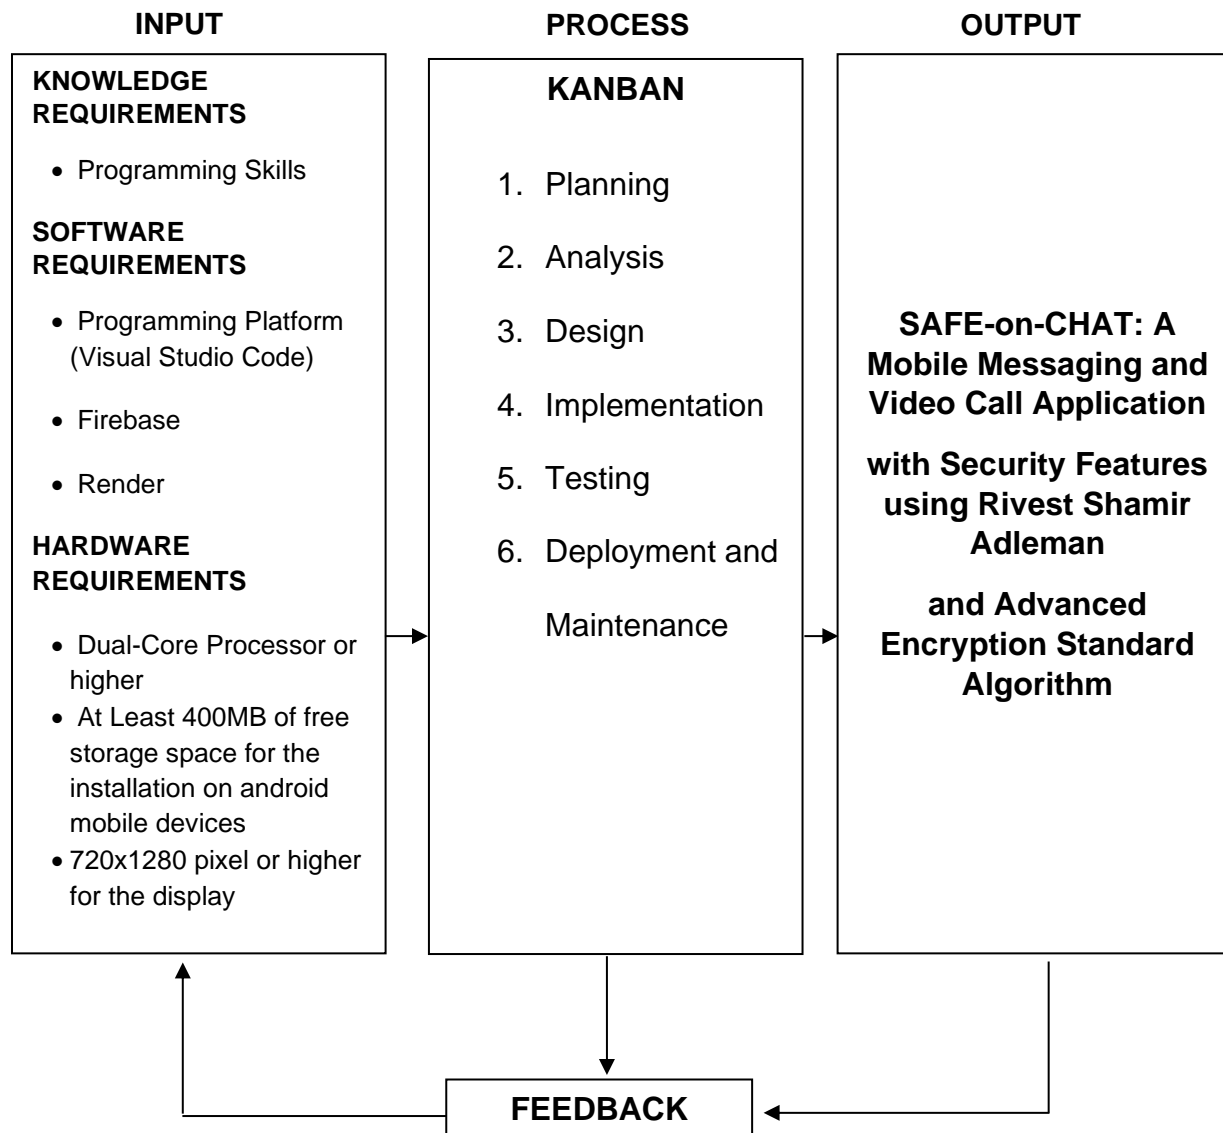 INPUT
KNOWLEDGE
REQUIREMENTS
• Programming Skills
SOFTWARE
REQUIREMENTS
• Programming Platform
(Visual Studio Code)
• Firebase
• Render
HARDWARE
REQUIREMENTS
• Dual-Core Processor or
higher
• At Least 400MB of free
storage space for the
installation on android
mobile devices
• 720x1280 pixel or higher
for the display
PROCESS
KANBAN
1. Planning
2. Analysis
3. Design
4. Implementation
5. Testing
6. Deployment and
Maintenance
OUTPUT
SAFE-on-CHAT: A
Mobile Messaging and
Video Call Application
with Security Features
using Rivest Shamir
Adleman
and Advanced
Encryption Standard
Algorithm
FEEDBACK